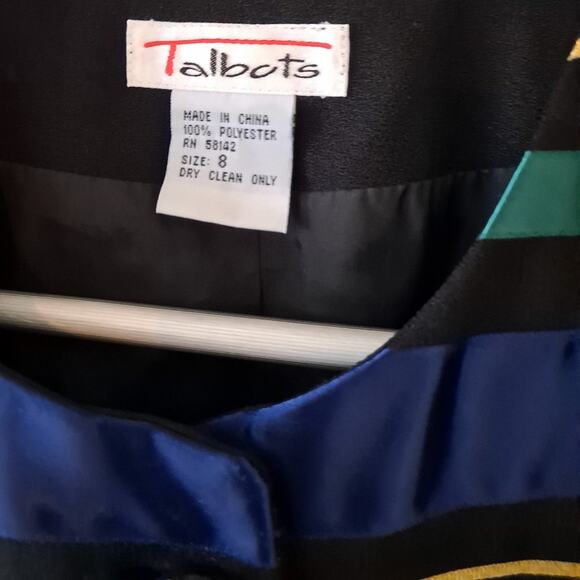 Talbots
MADE IN CHINA
100% POLYESTER
RN 58142
SIZE: 8
DRY CLEAN ONLY